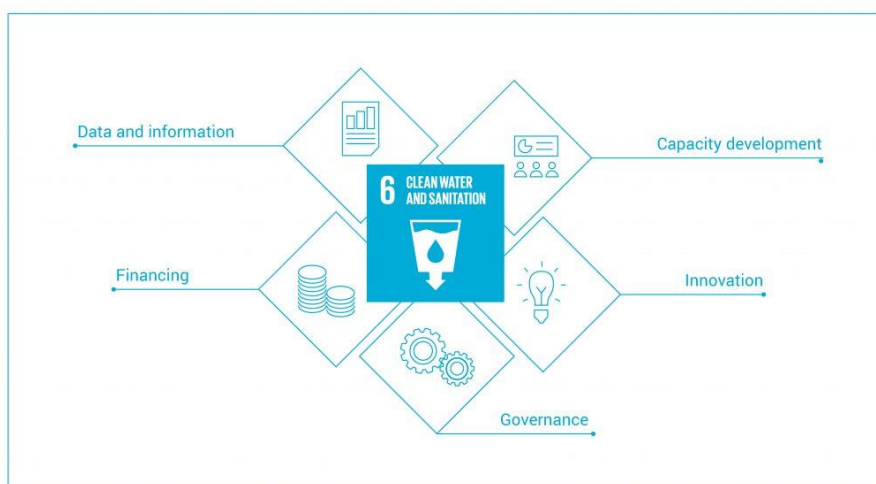 Data and information
Capacity development
6 CLEAN WATER
AND SANITATION
Financing
Innovation
Governance